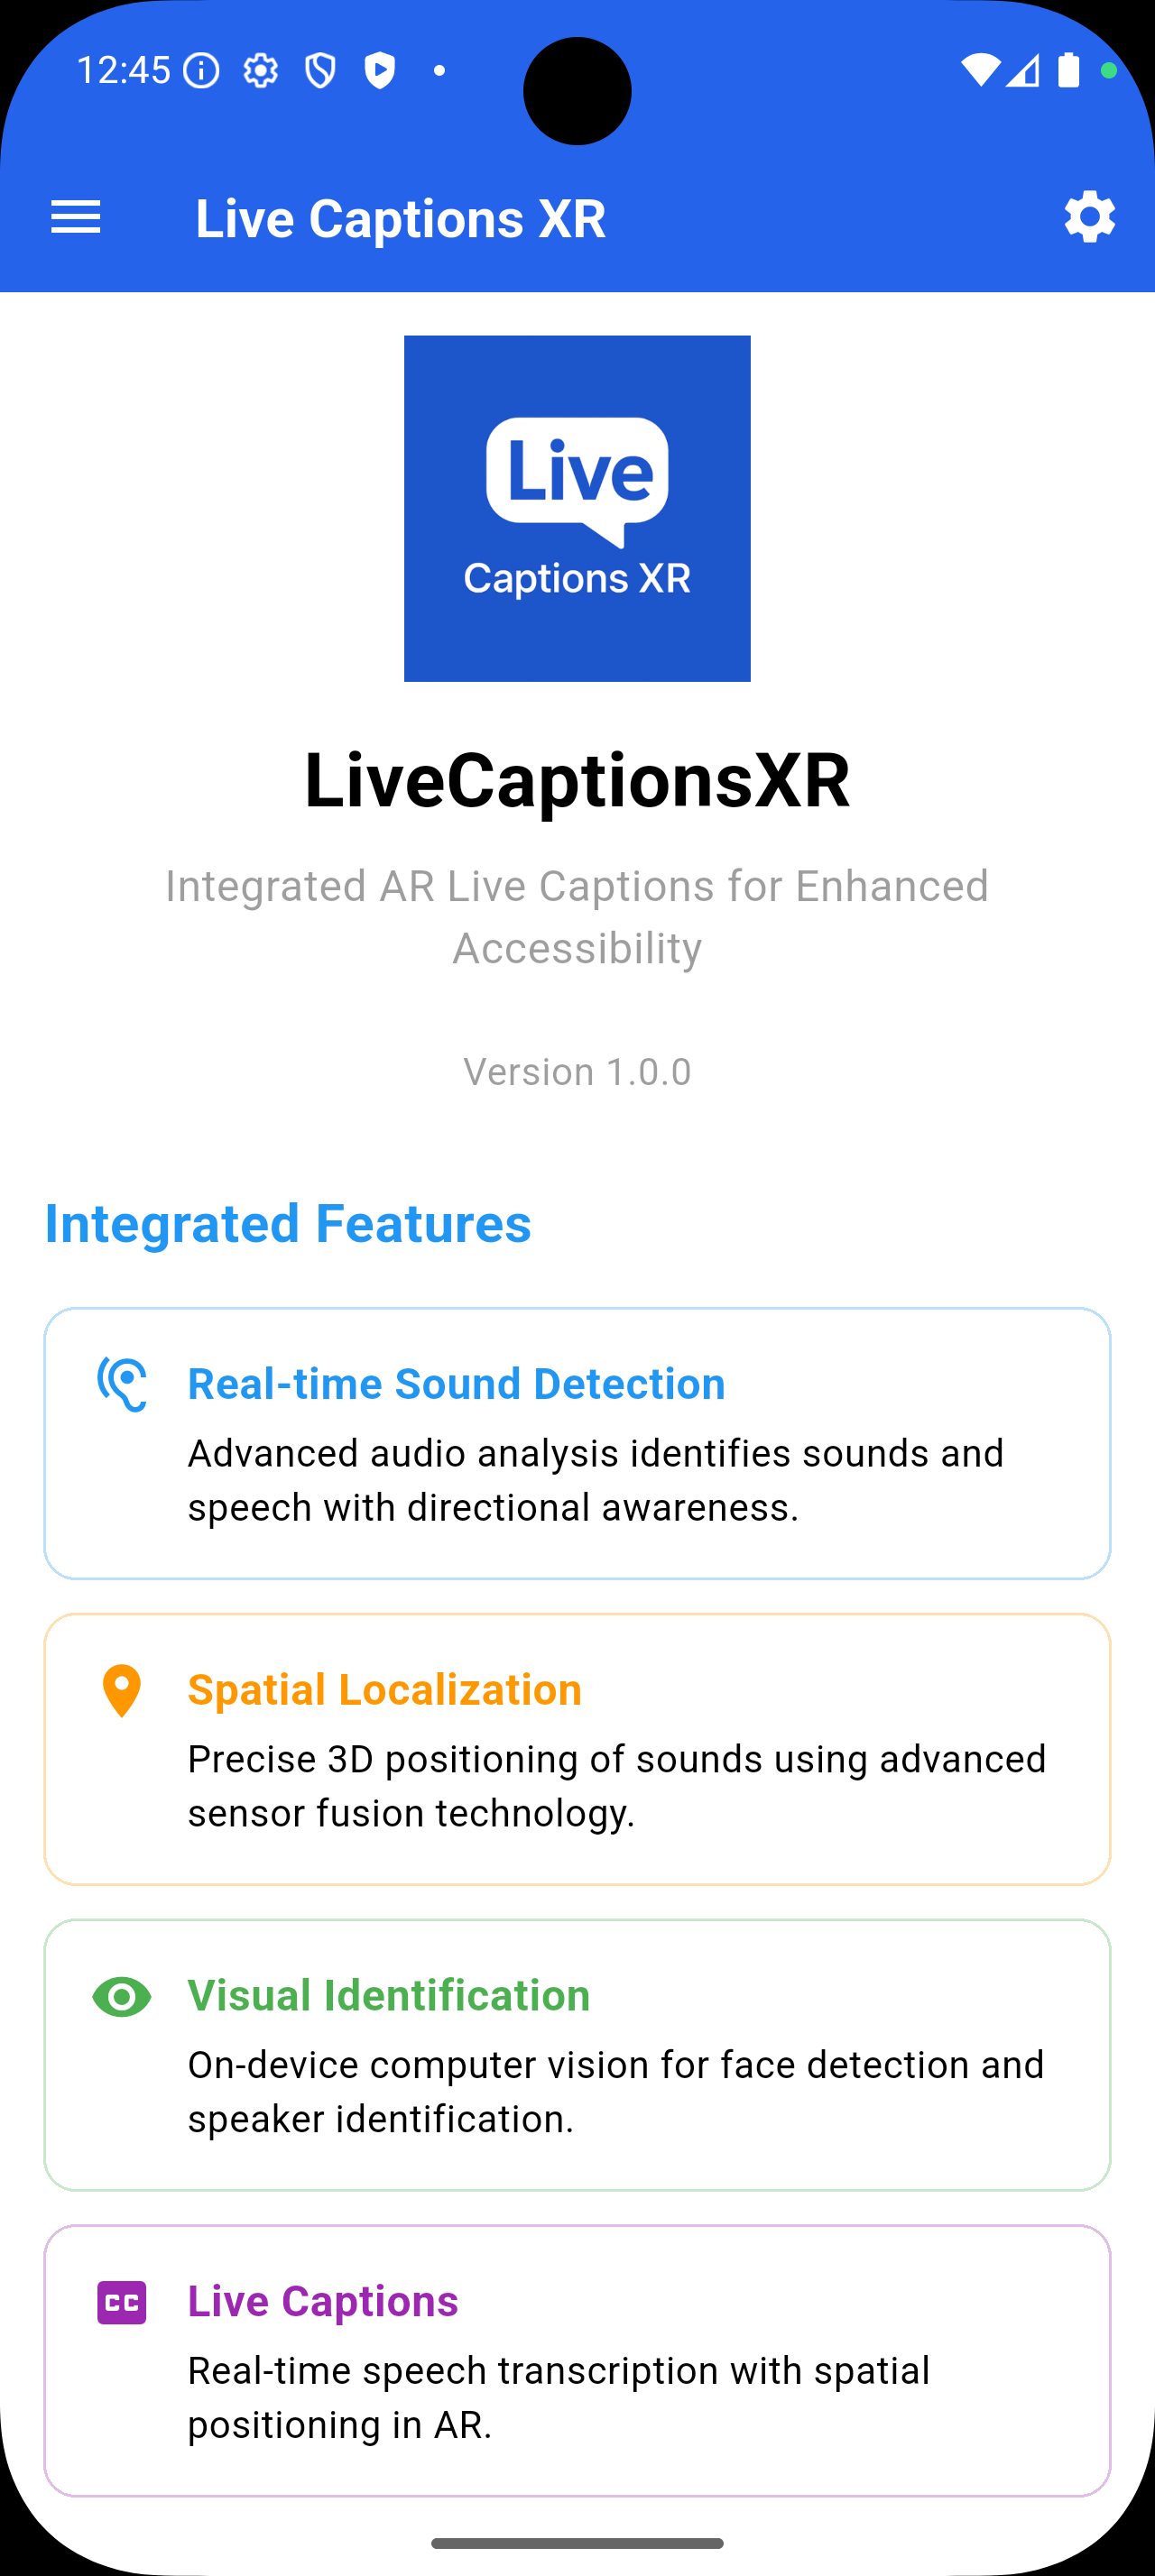 12:45
Live Captions XR
Live
Captions XR
LiveCaptionsXR
Integrated AR Live Captions for Enhanced
Accessibility
Version 1.0.0
Integrated Features
Real-time Sound Detection
Advanced audio analysis identifies sounds and
speech with directional awareness.
Spatial Localization
Precise 3D positioning of sounds using advanced
sensor fusion technology.
Visual Identification
On-device computer vision for face detection and
speaker identification.
CC Live Captions
Real-time speech transcription with spatial
positioning in AR.